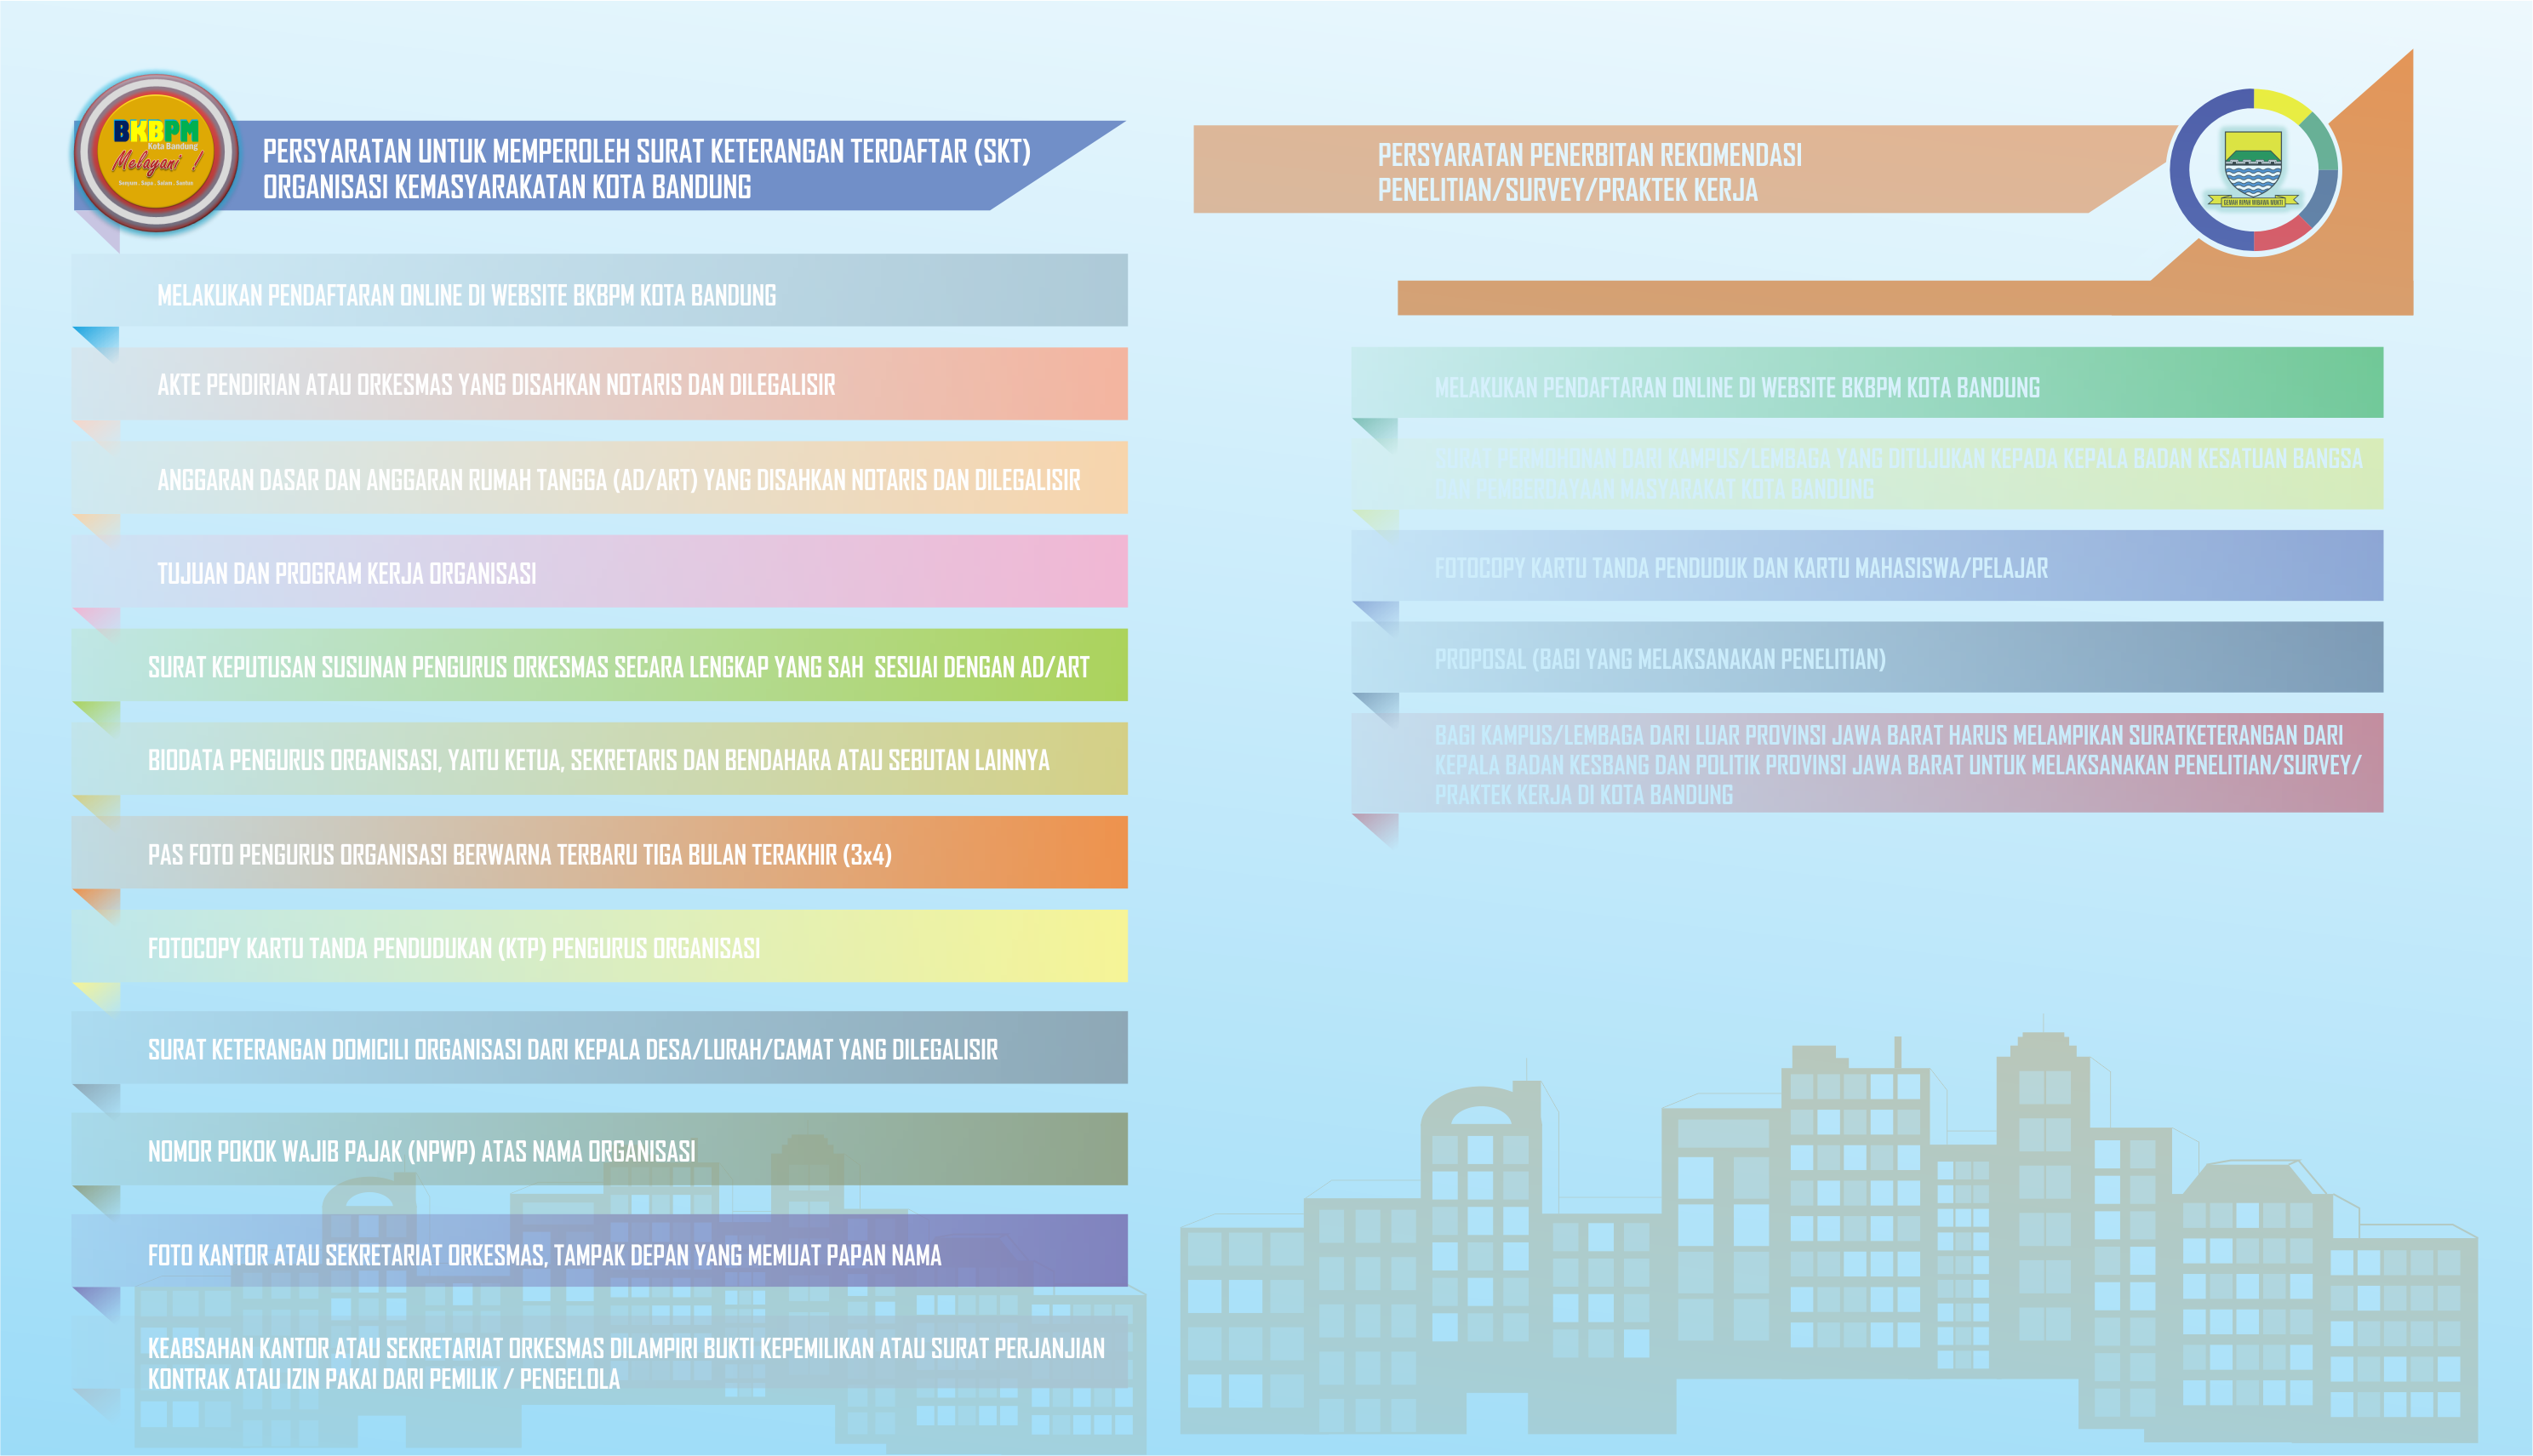 BKBPM
Kota Bandung
Melayani !
Senyum, Sapa, Salam, Santun
PERSYARATAN UNTUK MEMPEROLEH SURAT KETERANGAN TERDAFTAR (SKT)
ORGANISASI KEMASYARAKATAN KOTA BANDUNG
MELAKUKAN PENDAFTARAN ONLINE DI WEBSITE BKBPM KOTA BANDUNG
AKTE PENDIRIAN ATAU ORKESMAS YANG DISAHKAN NOTARIS DAN DILEGALISIR
ANGGARAN DASAR DAN ANGGARAN RUMAH TANGGA (AD/ART) YANG DISAHKAN NOTARIS DAN DILEGALISIR
TUJUAN DAN PROGRAM KERJA ORGANISASI
SURAT KEPUTUSAN SUSUNAN PENGURUS ORKESMAS SECARA LENGKAP YANG SAH SESUAI DENGAN AD/ART
BIODATA PENGURUS ORGANISASI, YAITU KETUA, SEKRETARIS DAN BENDAHARA ATAU SEBUTAN LAINNYA
PAS FOTO PENGURUS ORGANISASI BERWARNA TERBARU TIGA BULAN TERAKHIR (3x4)
FOTOCOPY KARTU TANDA PENDUDUKAN (KTP) PENGURUS ORGANISASI
SURAT KETERANGAN DOMICILI ORGANISASI DARI KEPALA DESA/LURAH/CAMAT YANG DILEGALISIR
NOMOR POKOK WAJIB PAJAK (NPWP) ATAS NAMA ORGANISASI
FOTO KANTOR ATAU SEKRETARIAT ORKESMAS, TAMPAK DEPAN YANG MEMUAT PAPAN NAMA
KEABSAHAN KANTOR ATAU SEKRETARIAT ORKESMAS DILAMPIRI BUKTI KEPEMILIKAN ATAU SURAT PERJANJIAN
KONTRAK ATAU IZIN PAKAI DARI PEMILIK / PENGELOLA
PERSYARATAN PENERBITAN REKOMENDASI
PENELITIAN/SURVEY/PRAKTEK KERJA
GEMAH RIPAH WIBAWA MUKTI
MELAKUKAN PENDAFTARAN ONLINE DI WEBSITE BKBPM KOTA BANDUNG
SURAT PERMOHONAN DARI KAMPUS/LEMBAGA YANG DITUJUKAN KEPADA KEPALA BADAN KESATUAN BANGSA
DAN PEMBERDAYAAN MASYARAKAT KOTA BANDUNG
FOTOCOPY KARTU TANDA PENDUDUK DAN KARTU MAHASISWA/PELAJAR
PROPOSAL (BAGI YANG MELAKSANAKAN PENELITIAN)
BAGI KAMPUS/LEMBAGA DARI LUAR PROVINSI JAWA BARAT HARUS MELAMPIKAN SURATKETERANGAN DARI
KEPALA BADAN KESBANG DAN POLITIK PROVINSI JAWA BARAT UNTUK MELAKSANAKAN PENELITIAN/SURVEY/
PRAKTEK KERJA DI KOTA BANDUNG